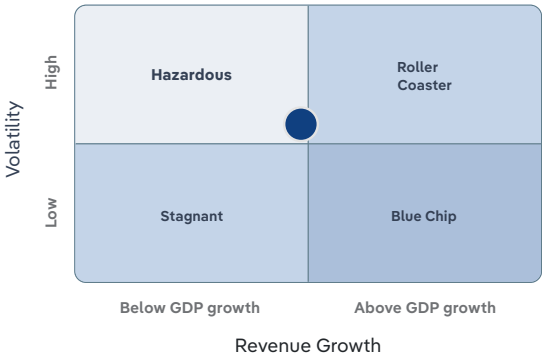 Volatility
High
Low
Hazardous
Roller
Coaster
Stagnant
Blue Chip
Below GDP growth
Above GDP growth
Revenue Growth